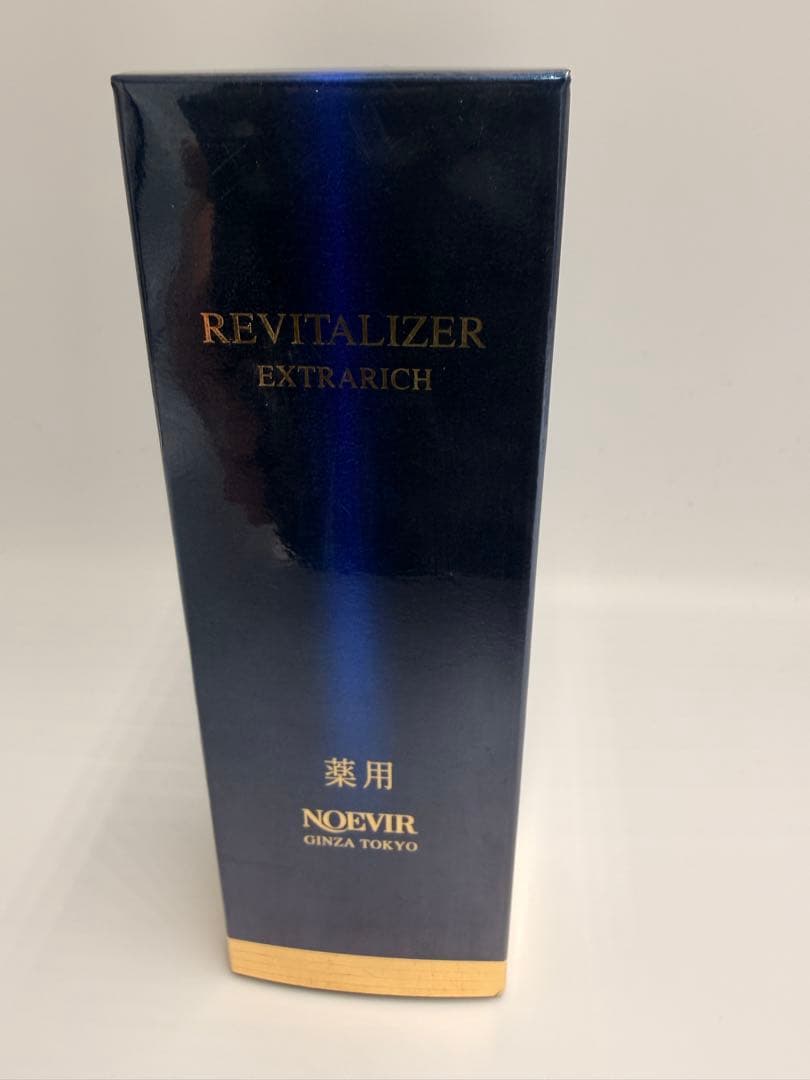 REVITALIZER
EXTRARICH
薬用
NOEVIR
GINZA TOKYO